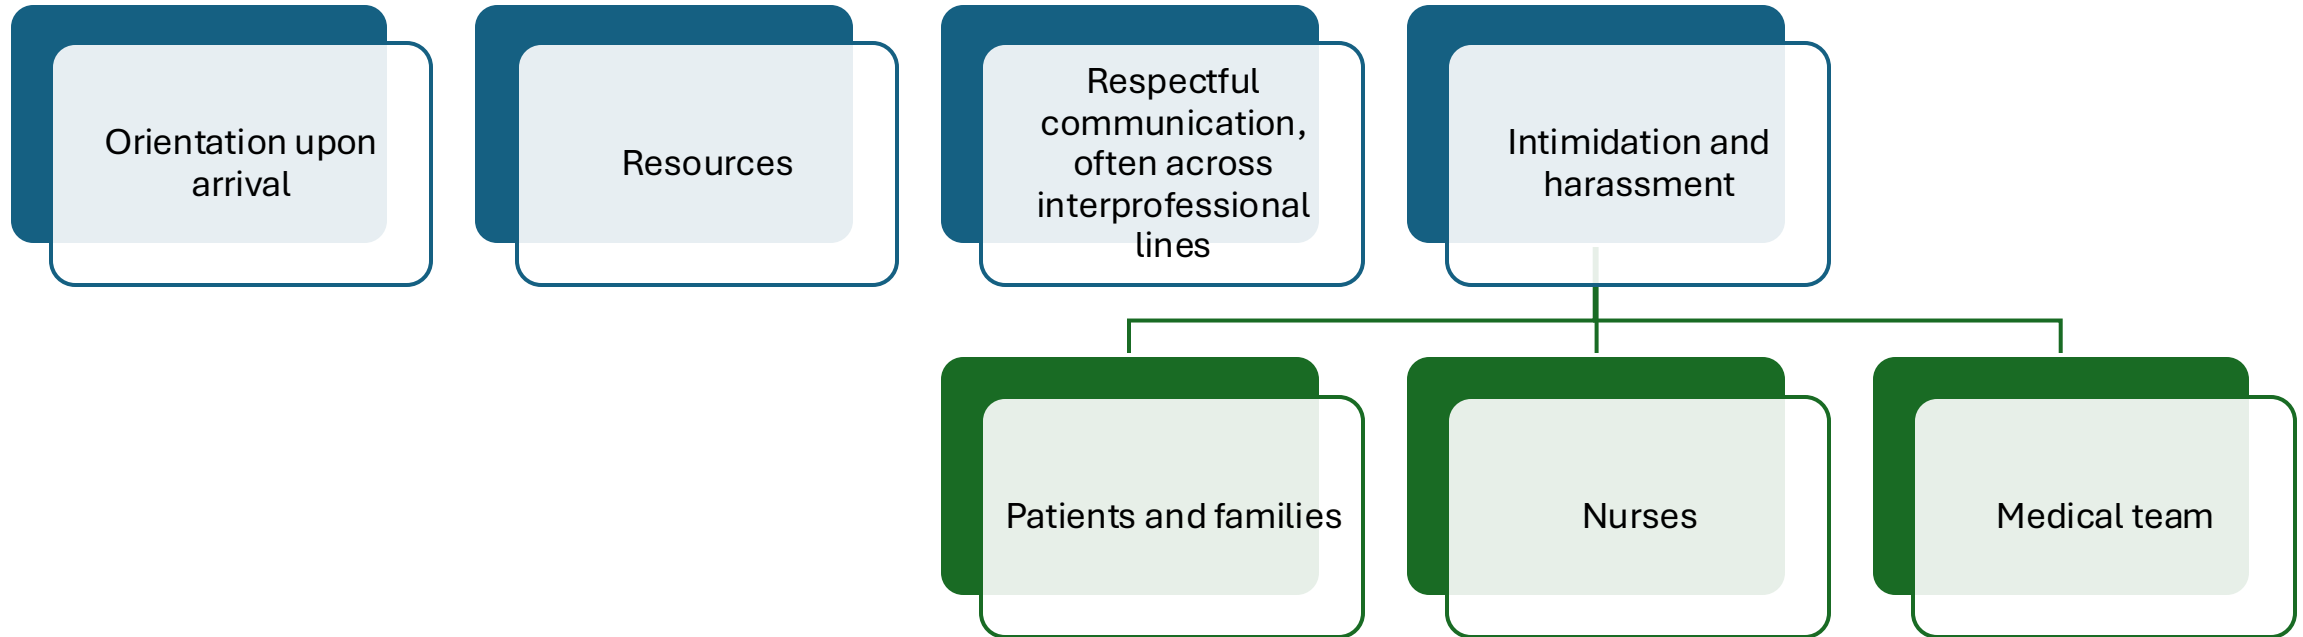 Orientation upon
arrival
Resources
Respectful
communication,
often across
interprofessional
lines
Intimidation and
harassment
Patients and families
Nurses
Medical team